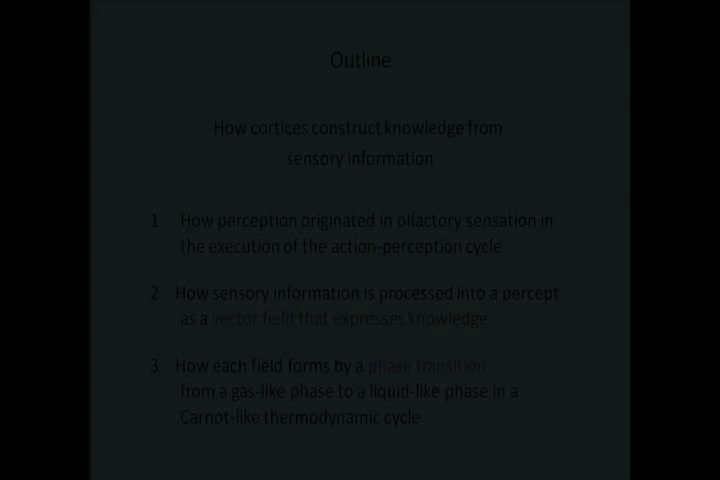 Outline
How cortices construct knowledge from
sensory information
1. How perception originated in olfactory sensation in
the execution of the action-perception cycle
2. How sensory information is processed into a percept
as a vector field that expresses knowledge
3. How each field forms by a phase transition
from a gas-like phase to a liquid-like phase in a
Carnot-like thermodynamic cycle